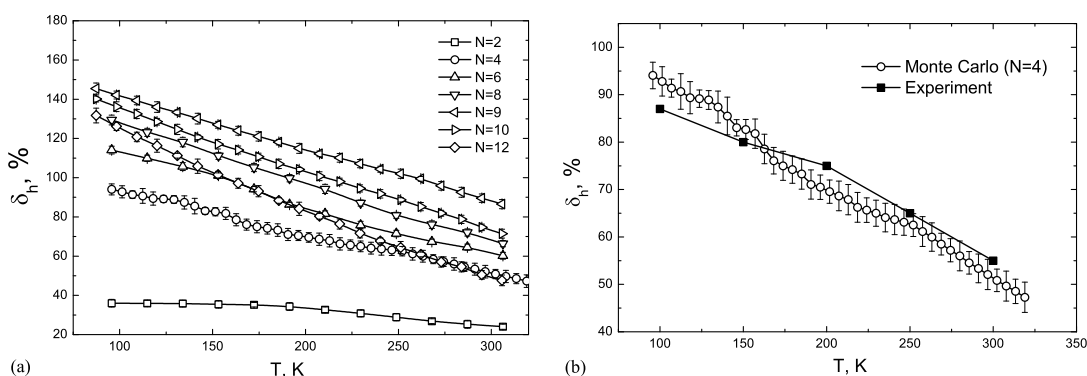 180
160
140
120
100
80
60
40
20
δh, %
N=2
N=4
N=6
N=8
N=9
N=10
N=12
100 150 200 250 300
T, K
(a)
100
90
80
70
60
50
40
δh, %
Monte Carlo (N=4)
Experiment
100 150 200 250 300 350
T, K
(b)